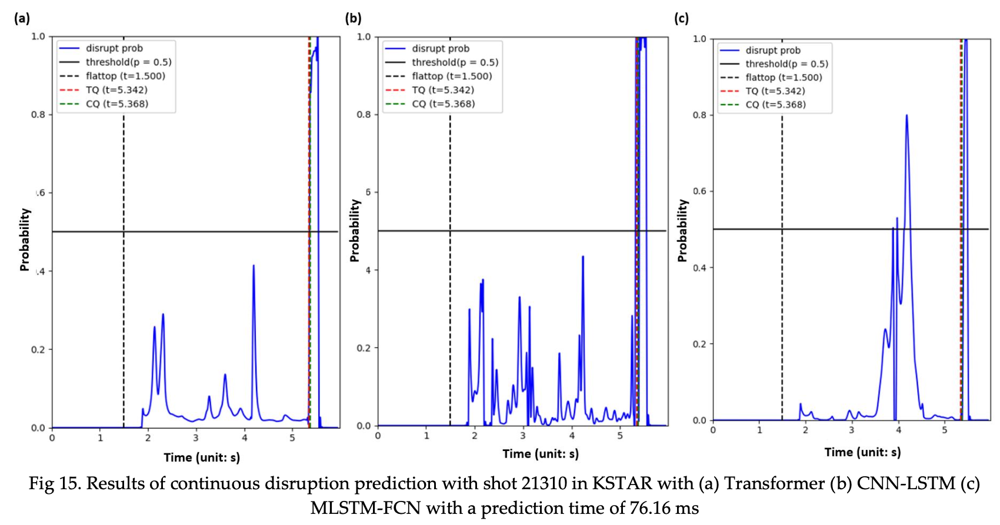 (a)
(b)
(c)
1.0
0.8
.6
.4
0.2
0.0
disrupt prob
threshold(p = 0.5)
flattop (t=1.500)
TQ (t=5.342)
CQ (t=5.368)
Probability
0 1 2 3 4 5
Time (unit: s)
1.0
0.8
6
4
0.2
0.0
disrupt prob
threshold(p = 0.5)
flattop (t=1.500)
TQ (t=5.342)
CQ (t=5.368)
Probability
0 1 2 3 4 5
Time (unit: s)
1.0
0.8
0.6
0.4
0.2
0.0
disrupt prob
threshold(p = 0.5)
flattop (t=1.500)
TQ (t=5.342)
CQ (t=5.368)
Probability
0 1 2 3 4 5
Time (unit: s)
Fig 15. Results of continuous disruption prediction with shot 21310 in KSTAR with (a) Transformer (b) CNN-LSTM (c)
MLSTM-FCN with a prediction time of 76.16 ms